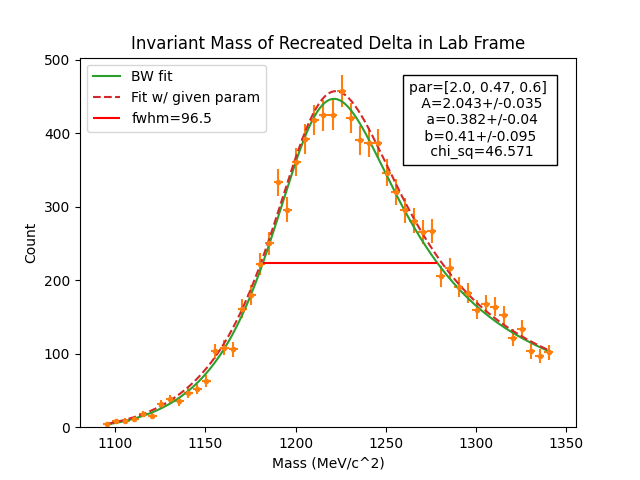 Invariant Mass of Recreated Delta in Lab Frame
BW fit
Fit w/ given param
fwhm=96.5
par=[2.0, 0.47, 0.6]
A=2.043+/-0.035
a=0.382+/-0.04
b=0.41+/-0.095
chi_sq=46.571
500
400
300
200
100
0
Count
1100
1150
1200
1250
1300
1350
Mass (MeV/c^2)